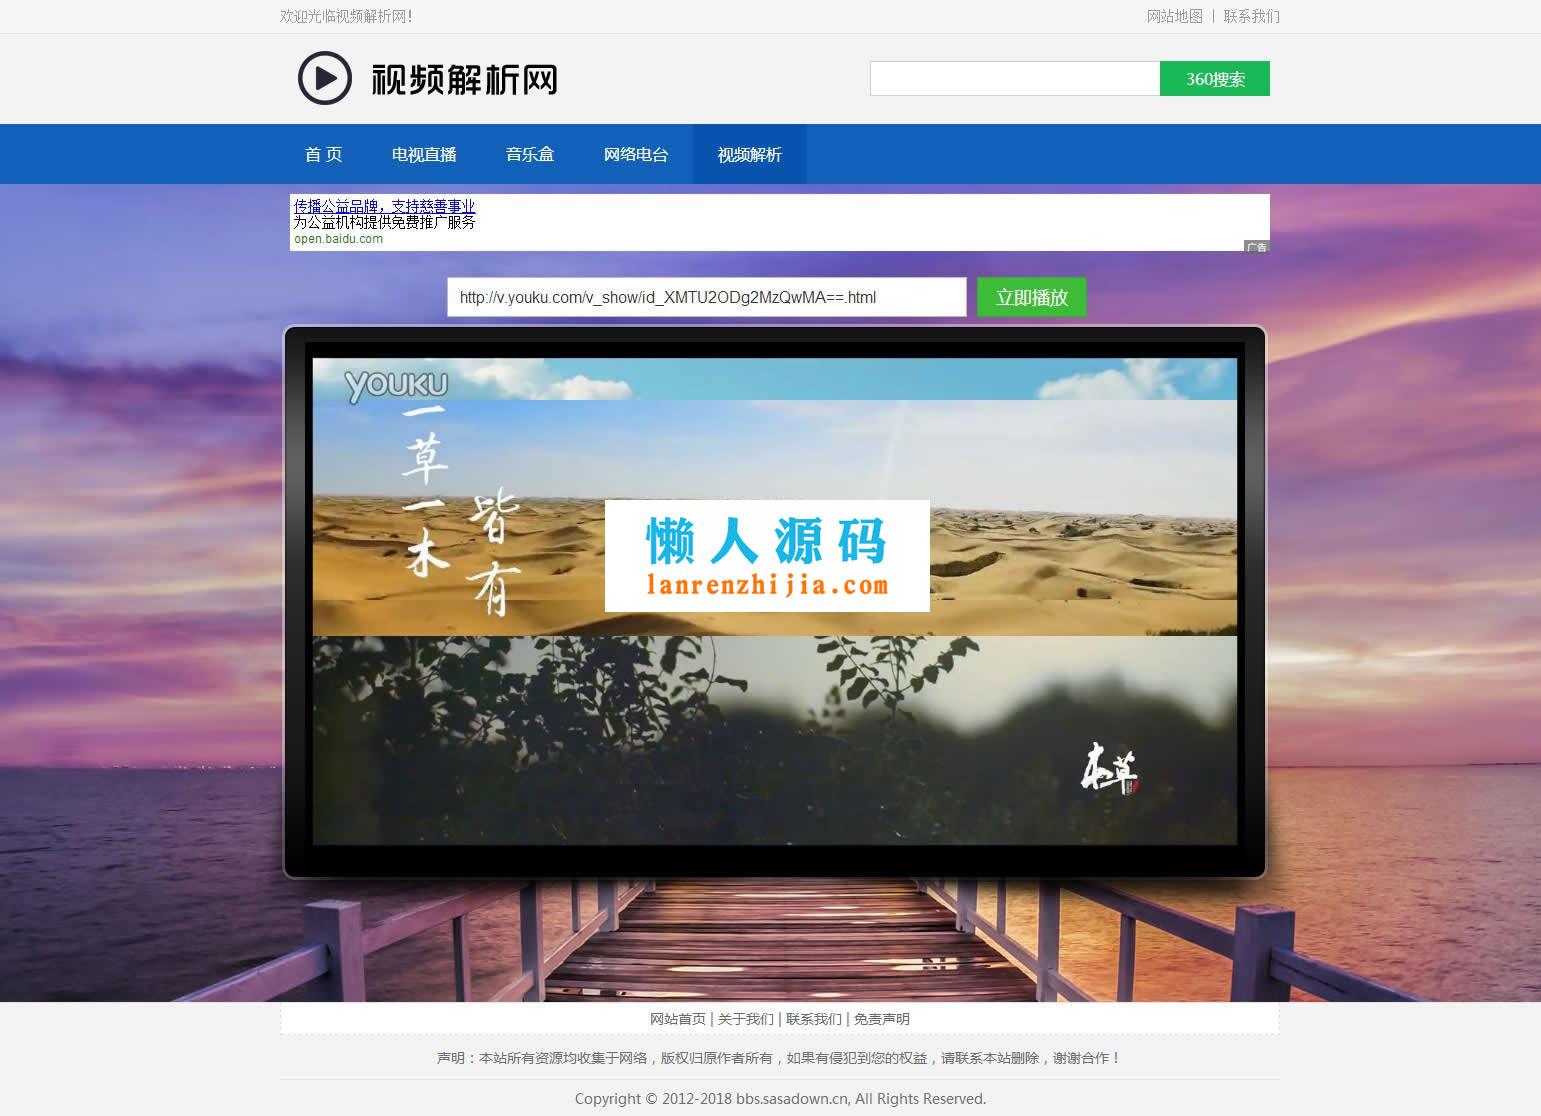 欢迎光临视频解析网！
网站地图 | 联系我们
视频解析网
360搜索
首 页 电视直播 音乐盒 网络电台 视频解析
传播公益品牌，支持慈善事业
为公益机构提供免费推广服务
open.baidu.com
广告
http://v.youku.com/v_show/id_XMTU2ODg2MzQwMA==.html
立即播放
YOUKU
一草一木
皆有
懒人源码
lanrenzhijia.com
本草
网站首页 | 关于我们 | 联系我们 | 免责声明
声明：本站所有资源均收集于网络，版权归原作者所有，如果有侵犯到您的权益，请联系本站删除，谢谢合作！
Copyright © 2012-2018 bbs.sasadown.cn, All Rights Reserved.